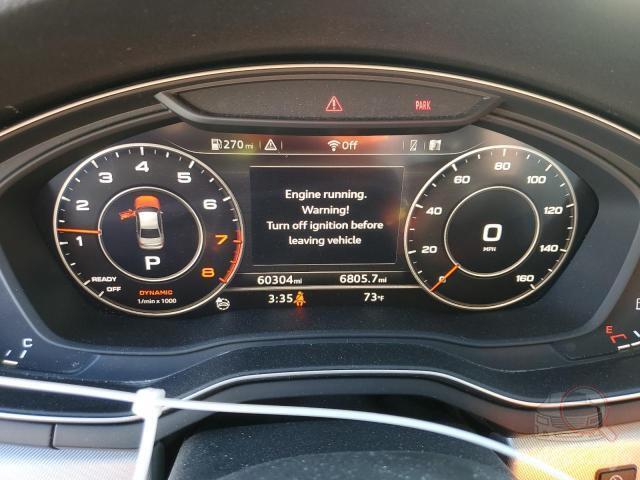 PARK
270 mi
Off
Engine running.
Warning!
Turn off ignition before
leaving vehicle
1 2 3 4 5 6 7 8
READY
OFF
P
DYNAMIC
1/min x 1000
0 20 40 60 80 100 120 140 160
0
MPH
60304mi 6805.7mi
3:35 73°F
C
E